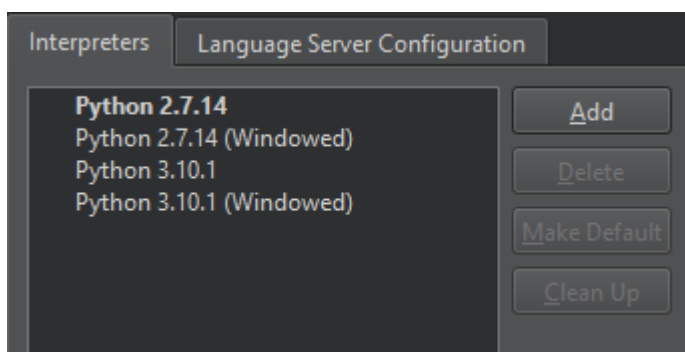 Interpreters
Language Server Configuration
Python 2.7.14
Python 2.7.14 (Windowed)
Python 3.10.1
Python 3.10.1 (Windowed)
Add
Delete
Make Default
Clean Up